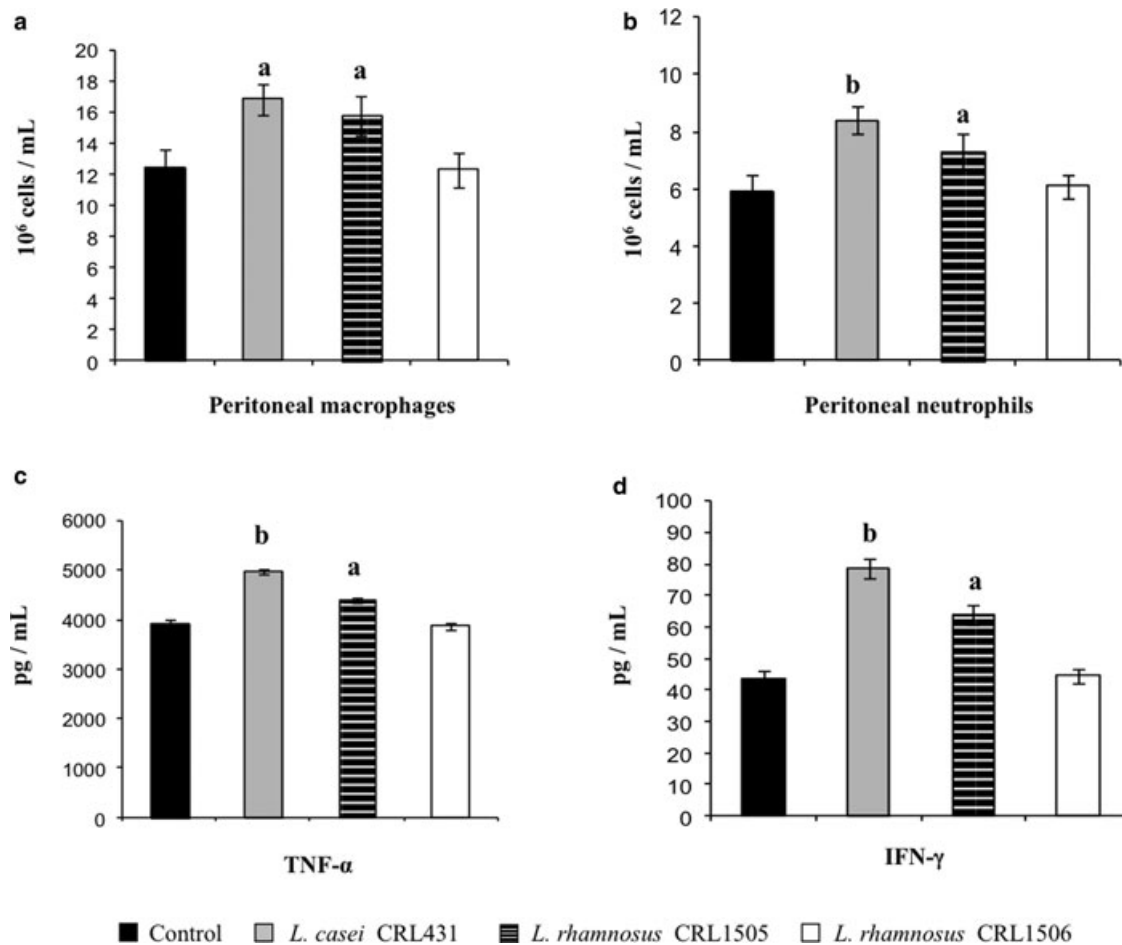 a
20
18
16
14
12
10
8
6
4
2
0
10⁶ cells / mL
a
a
Peritoneal macrophages
b
12
10
8
6
4
2
0
10⁶ cells / mL
b
a
Peritoneal neutrophils
c
6000
5000
4000
3000
2000
1000
0
pg / mL
b
a
TNF-α
d
100
90
80
70
60
50
40
30
20
10
0
pg / mL
b
a
IFN-γ
Control L. casei CRL431 L. rhamnosus CRL1505 L. rhamnosus CRL1506